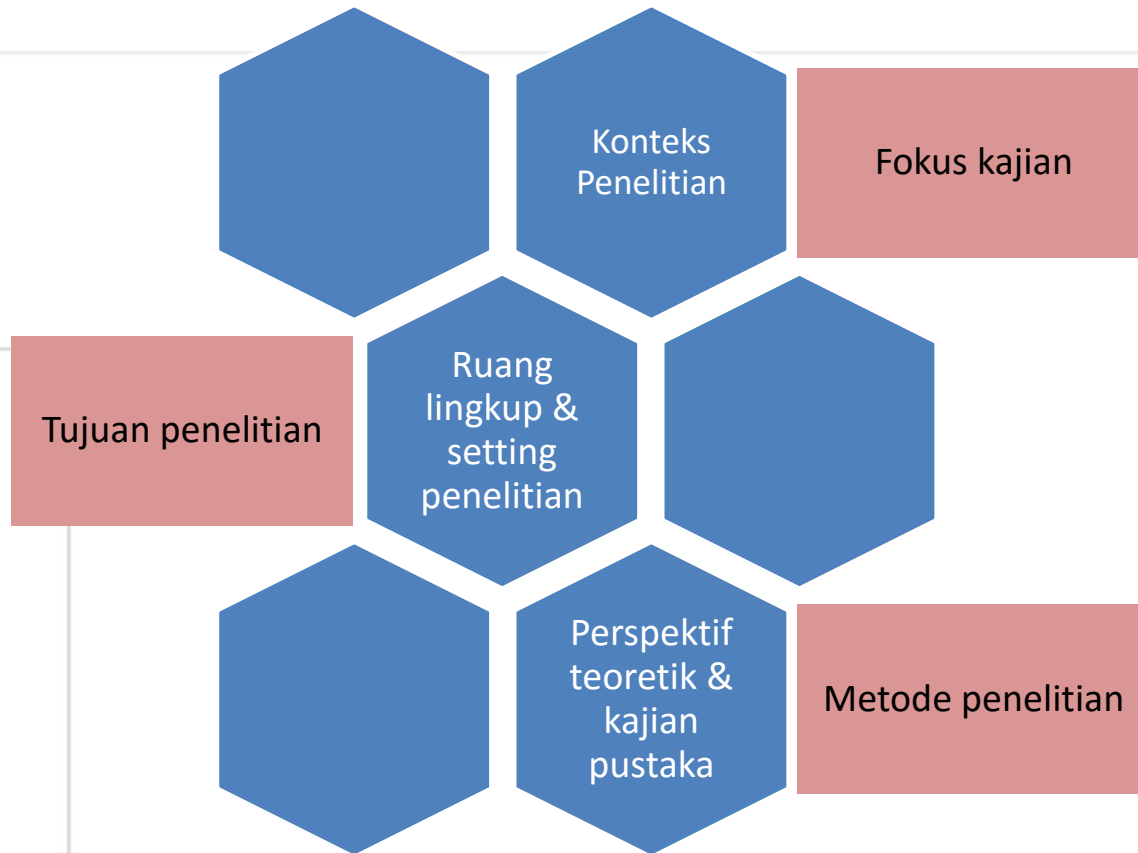 Konteks
Penelitian
Fokus kajian
Tujuan penelitian
Ruang
lingkup &
setting
penelitian
Perspektif
teoretik &
kajian
pustaka
Metode penelitian